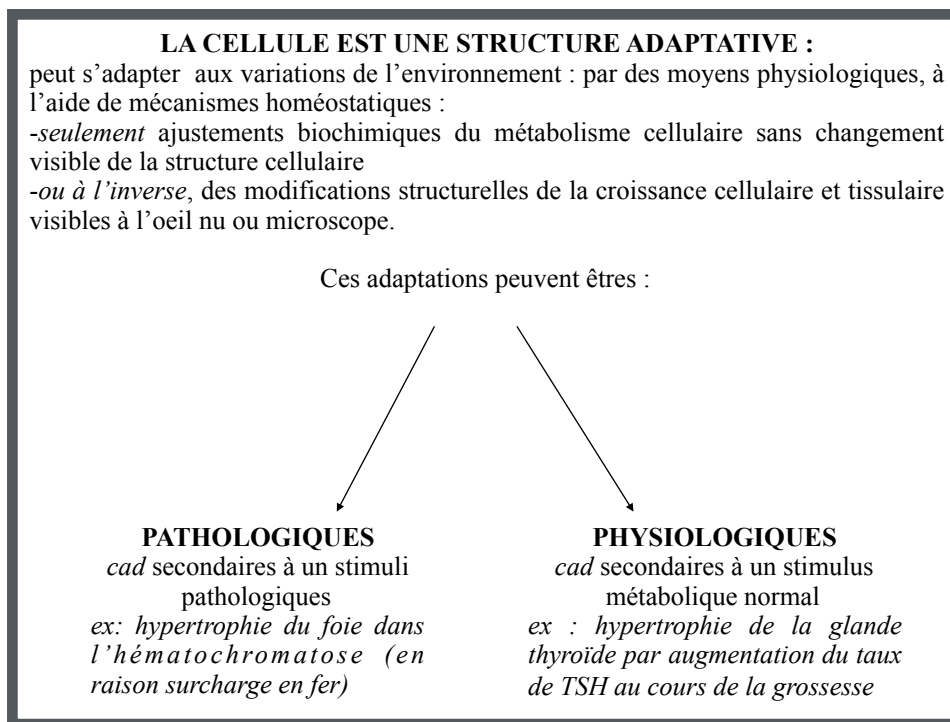 LA CELLULE EST UNE STRUCTURE ADAPTATIVE :
peut s’adapter aux variations de l’environnement : par des moyens physiologiques, à
l’aide de mécanismes homéostatiques :
-seulement ajustements biochimiques du métabolisme cellulaire sans changement
visible de la structure cellulaire
-ou à l’inverse, des modifications structurelles de la croissance cellulaire et tissulaire
visibles à l’oeil nu ou microscope.
Ces adaptations peuvent êtres :
PATHOLOGIQUES
cad secondaires à un stimuli
pathologiques
ex: hypertrophie du foie dans
l’hématochromatose (en
raison surcharge en fer)
PHYSIOLOGIQUES
cad secondaires à un stimulus
métabolique normal
ex : hypertrophie de la glande
thyroïde par augmentation du taux
de TSH au cours de la grossesse